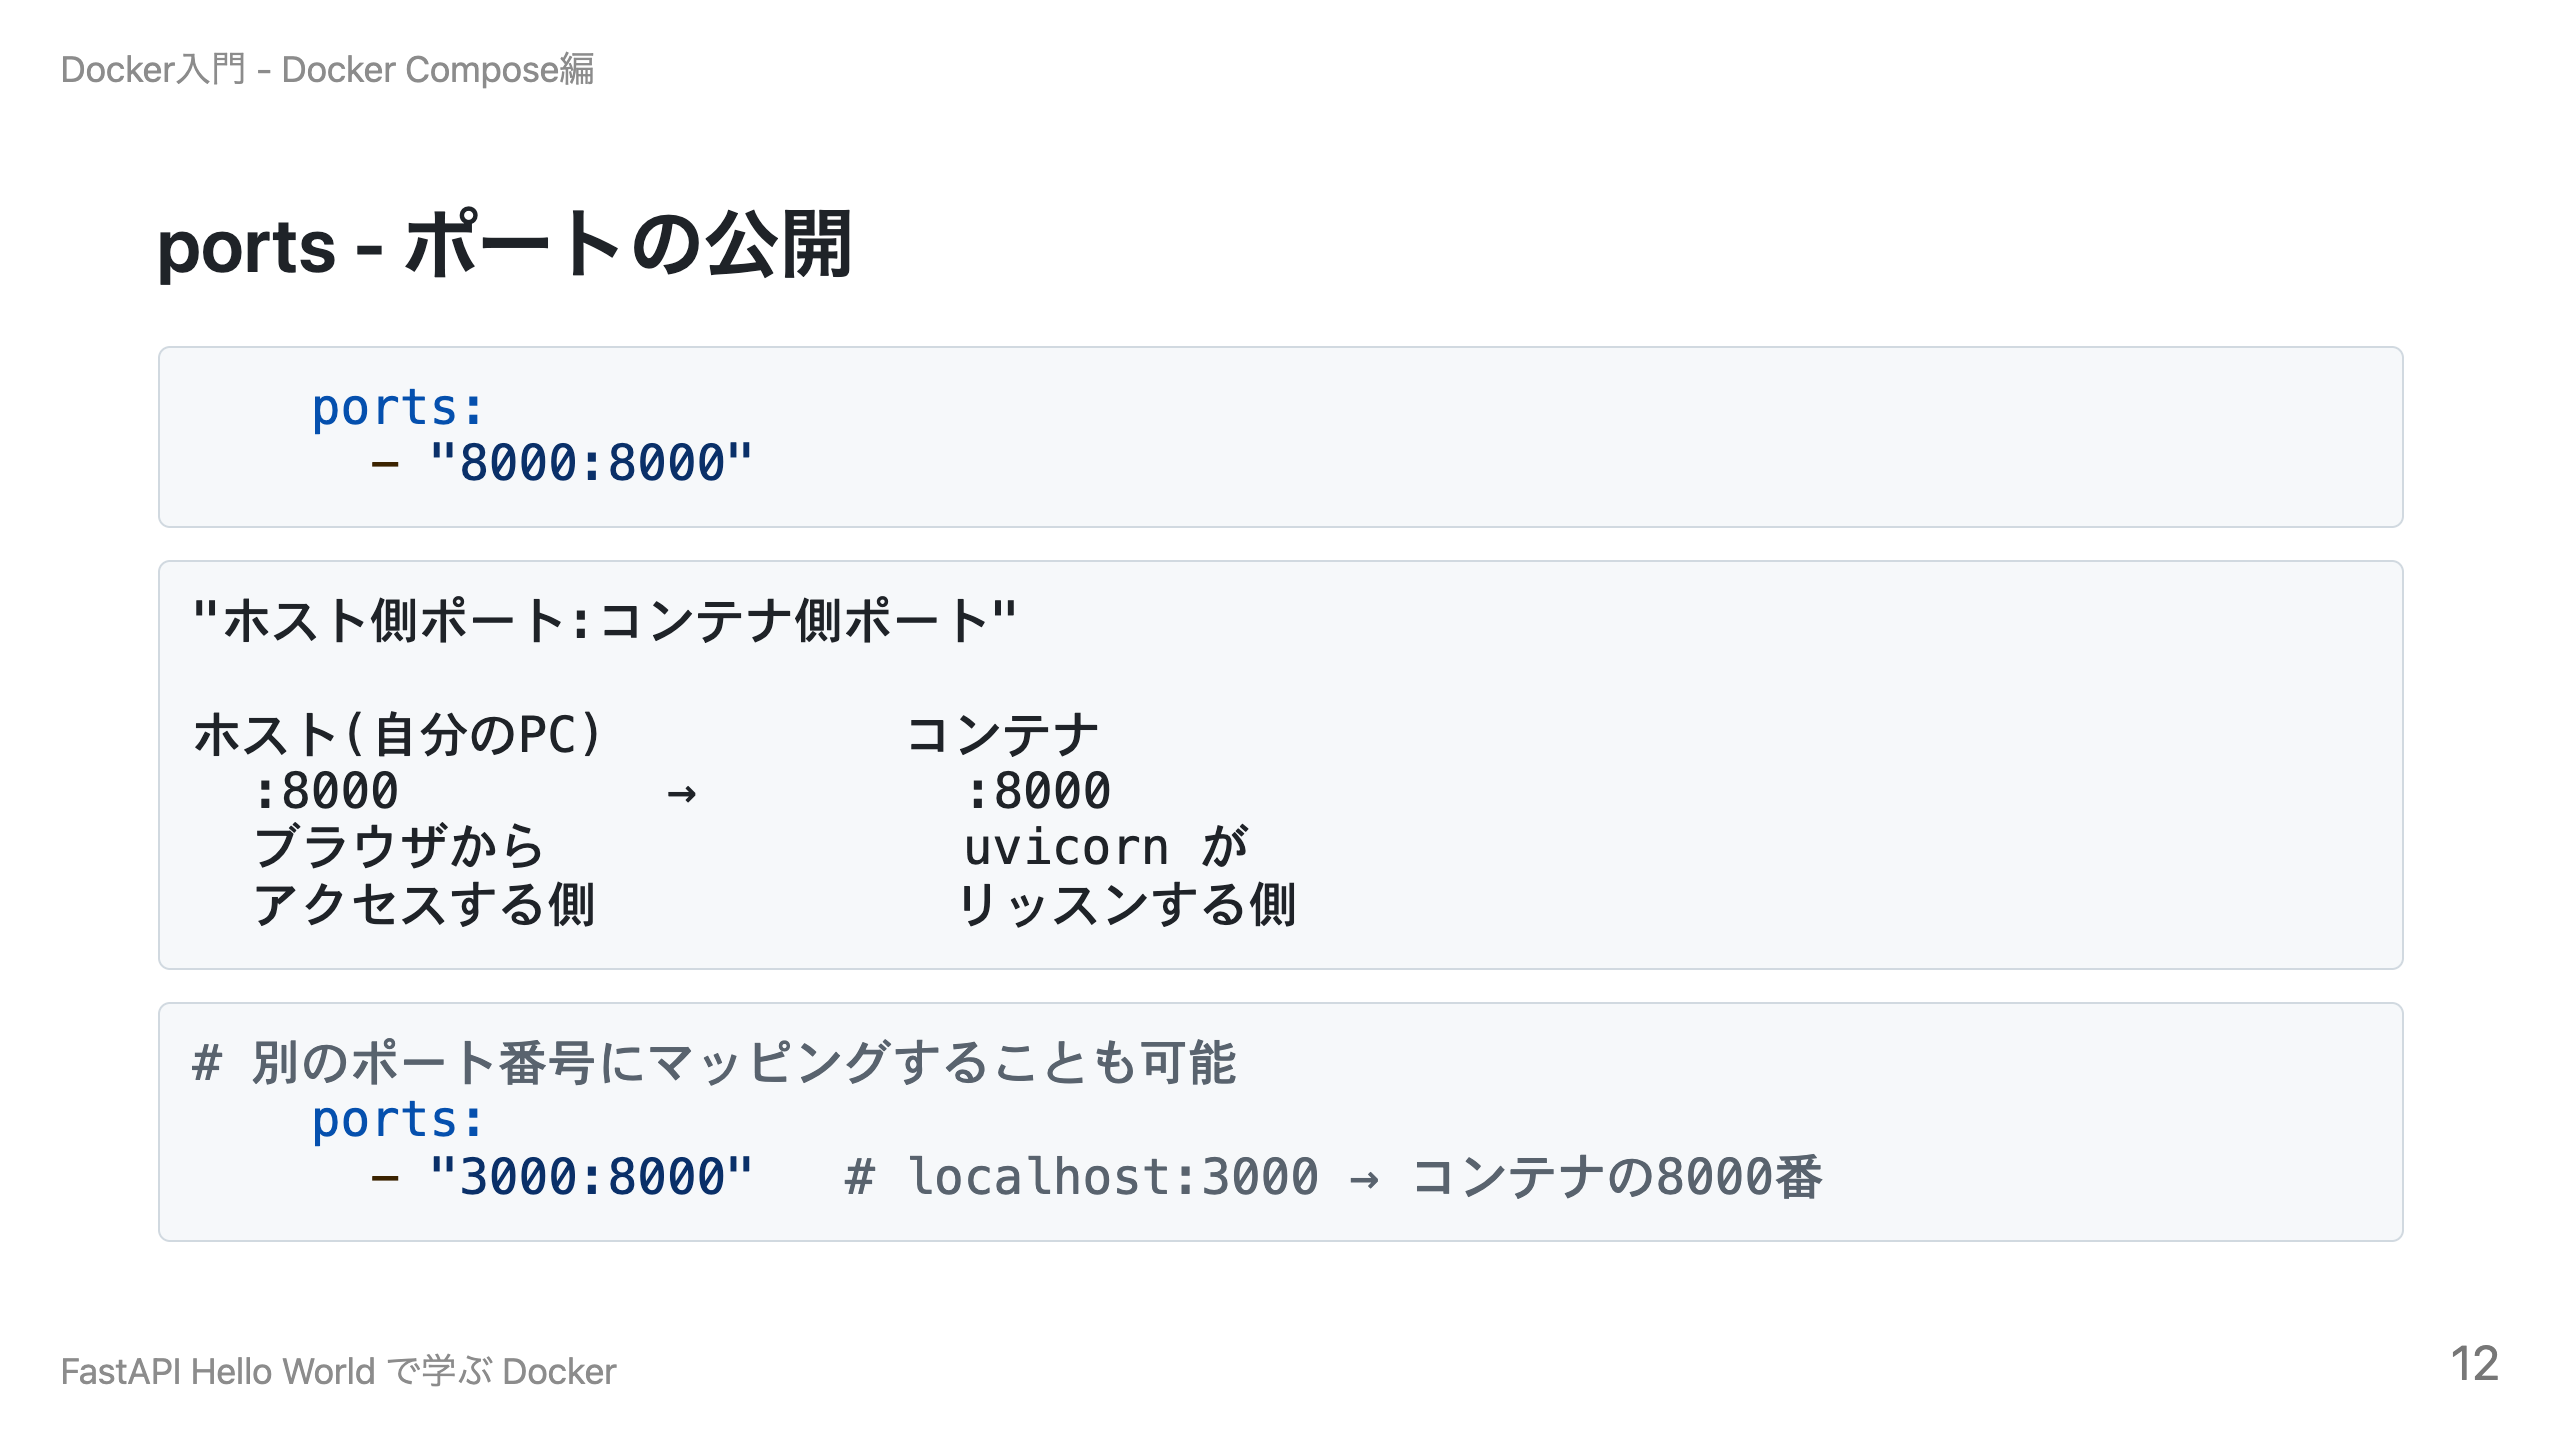 Docker入門 - Docker Compose編
ports - ポートの公開
ports:
- "8000:8000"
"ホスト側ポート:コンテナ側ポート"
ホスト(自分のPC)    コンテナ
:8000    →    :8000
ブラウザから    uvicorn が
アクセスする側    リッスンする側
# 別のポート番号にマッピングすることも可能
ports:
- "3000:8000"   # localhost:3000 → コンテナの8000番
FastAPI Hello World で学ぶ Docker
12